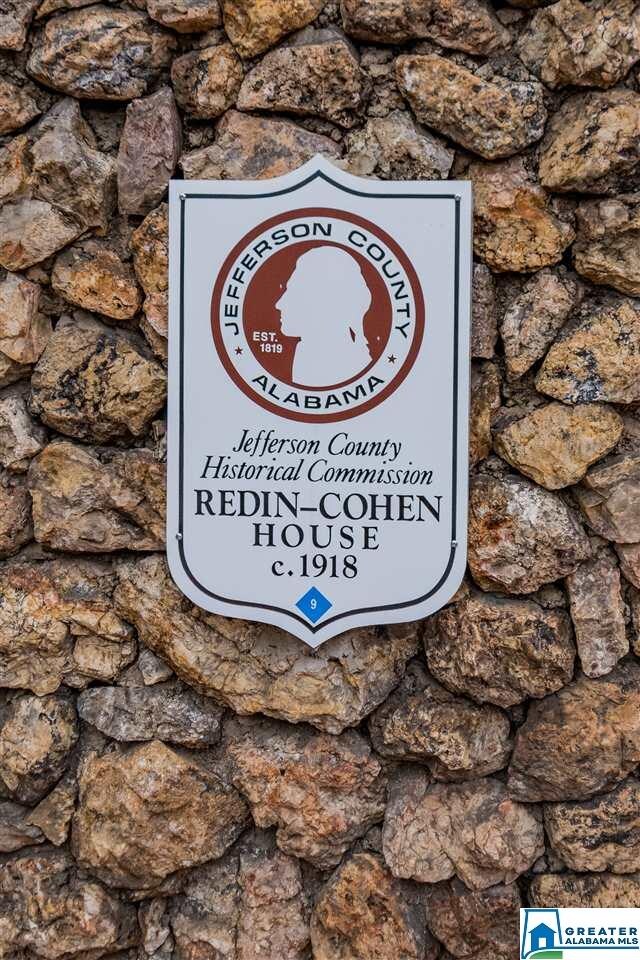 JEFFERSON COUNTY
EST.
1819
ALABAMA
Jefferson County
Historical Commission
REDIN–COHEN
HOUSE
c.1918
9
GREATER
ALABAMA MLS